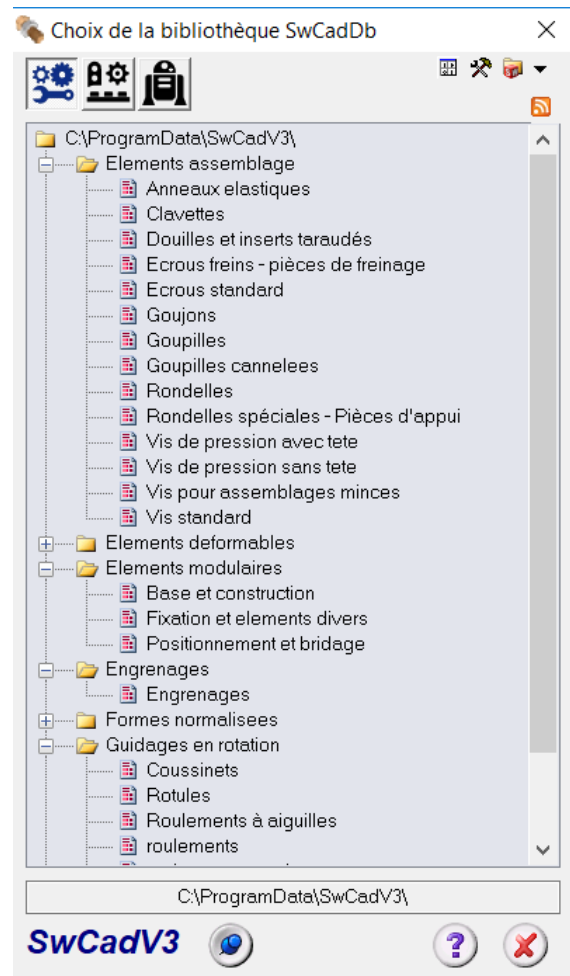 Choix de la bibliothèque SwCadDb
C:\ProgramData\SwCadV3\
Elements assemblage
Anneaux elastiques
Clavettes
Douilles et inserts taraudés
Ecrous freins - pièces de freinage
Ecrous standard
Goujons
Goupilles
Goupilles cannelees
Rondelles
Rondelles spéciales - Pièces d'appui
Vis de pression avec tete
Vis de pression sans tete
Vis pour assemblages minces
Vis standard
Elements deformables
Elements modulaires
Base et construction
Fixation et elements divers
Positionnement et bridage
Engrenages
Engrenages
Formes normalisees
Guidages en rotation
Coussinets
Rotules
Roulements à aiguilles
roulements
C:\ProgramData\SwCadV3\
SwCadV3